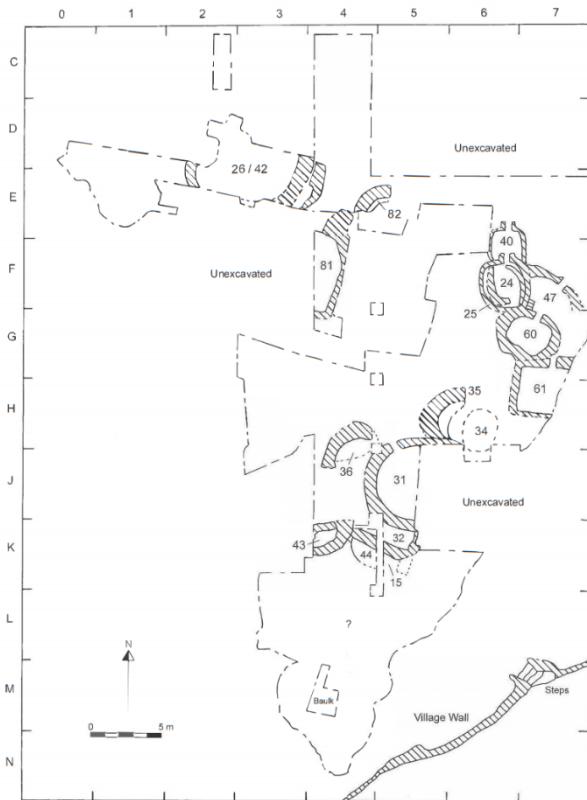 0 1 2 3 4 5 6 7
C
D
Unexcavated
26 / 42
E
82
40
F
Unexcavated
81
24
47
25
G
60
61
H
35
34
36
J
31
Unexcavated
43
K
32
44
15
L
?
N
M
Baulk
Steps
0 5 m
Village Wall
N